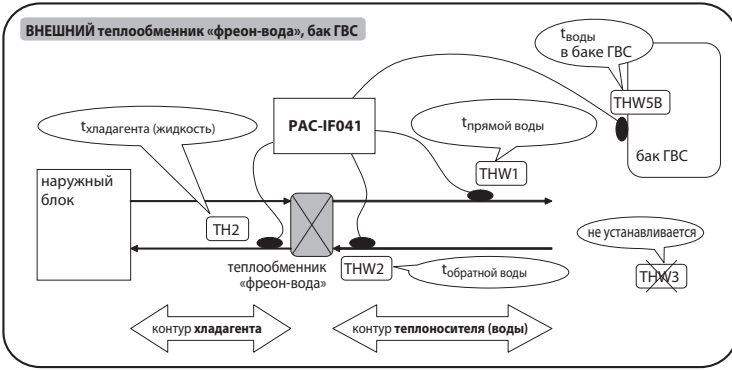 ВНЕШНИЙ теплообменник «фреон-вода», бак ГВС
tводы
в баке ГВС
THW5B
бак ГВС
PAC-IF041
tхладагента (жидкость)
tпрямой воды
THW1
наружный
блок
TH2
теплообменник
«фреон-вода»
THW2
tобратной воды
не устанавливается
THW3
контур хладагента
контур теплоносителя (воды)